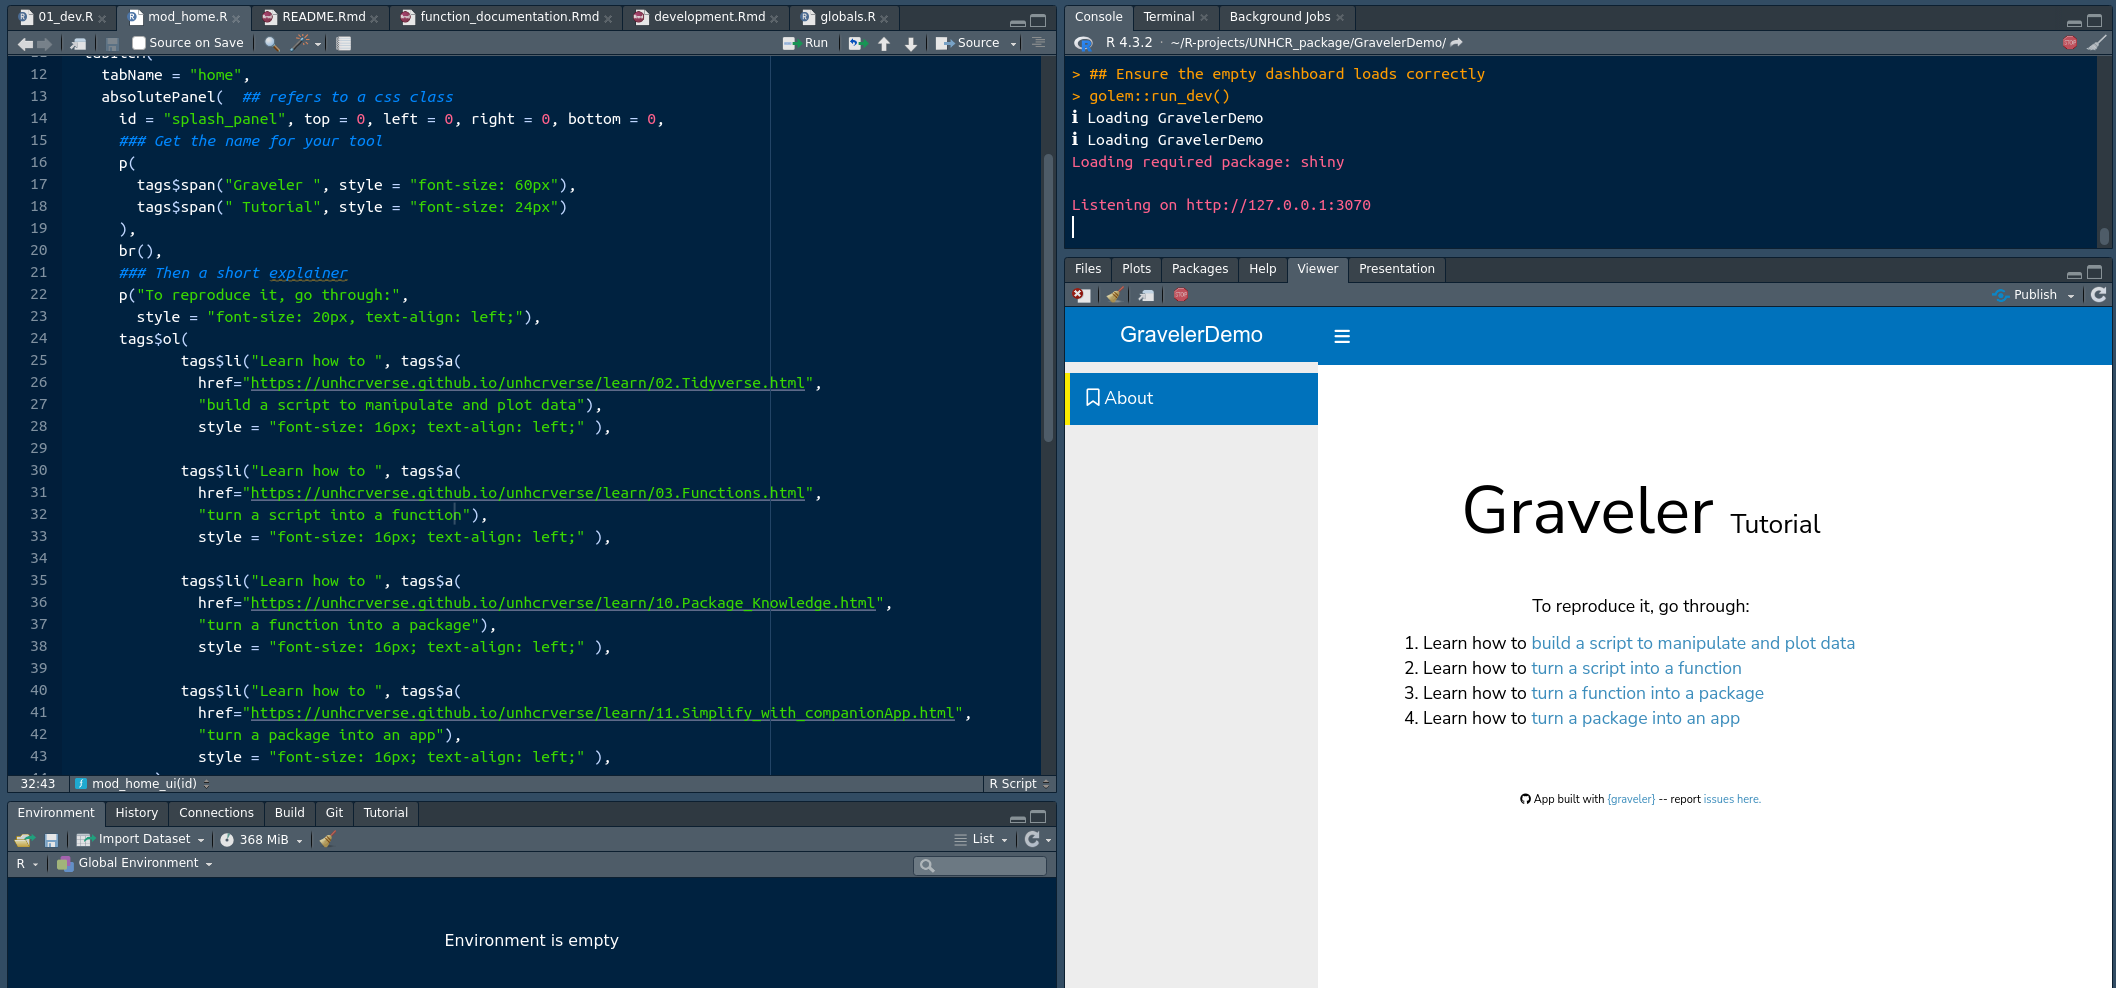 01_dev.R
mod_home.R
README.Rmd
function_documentation.Rmd
development.Rmd
globals.R
Source on Save
Run
Source
12 tabName = "home",
13 absolutePanel(  ## refers to a css class
14 id = "splash_panel", top = 0, left = 0, right = 0, bottom = 0,
15 ### Get the name for your tool
16 p(
17 tags$span("Graveler ", style = "font-size: 60px"),
18 tags$span(" Tutorial", style = "font-size: 24px")
19 ),
20 br(),
21 ### Then a short explainer
22 p("To reproduce it, go through:",
23 style = "font-size: 20px, text-align: left;"),
24 tags$ol(
25 tags$li("Learn how to ", tags$a(
26 href="https://unhcrverse.github.io/unhcrverse/learn/02.Tidyverse.html",
27 "build a script to manipulate and plot data"),
28 style = "font-size: 16px; text-align: left;" ),
29
30 tags$li("Learn how to ", tags$a(
31 href="https://unhcrverse.github.io/unhcrverse/learn/03.Functions.html",
32 "turn a script into a function"),
33 style = "font-size: 16px; text-align: left;" ),
34
35 tags$li("Learn how to ", tags$a(
36 href="https://unhcrverse.github.io/unhcrverse/learn/10.Package_Knowledge.html",
37 "turn a function into a package"),
38 style = "font-size: 16px; text-align: left;" ),
39
40 tags$li("Learn how to ", tags$a(
41 href="https://unhcrverse.github.io/unhcrverse/learn/11.Simplify_with_companionApp.html",
42 "turn a package into an app"),
43 style = "font-size: 16px; text-align: left;" ),
32:43 mod_home_ui(id) R Script
Environment History Connections Build Git Tutorial
Import Dataset 368 MiB List
R Global Environment
Environment is empty
Console Terminal Background Jobs
R 4.3.2 · ~/R-projects/UNHCR_package/GravelerDemo/
> ## Ensure the empty dashboard loads correctly
> golem::run_dev()
ℹ Loading GravelerDemo
ℹ Loading GravelerDemo
Loading required package: shiny
Listening on http://127.0.0.1:3070
Files Plots Packages Help Viewer Presentation
Publish
GravelerDemo
About
Graveler Tutorial
To reproduce it, go through:
1. Learn how to build a script to manipulate and plot data
2. Learn how to turn a script into a function
3. Learn how to turn a function into a package
4. Learn how to turn a package into an app
App built with {graveler} -- report issues here.